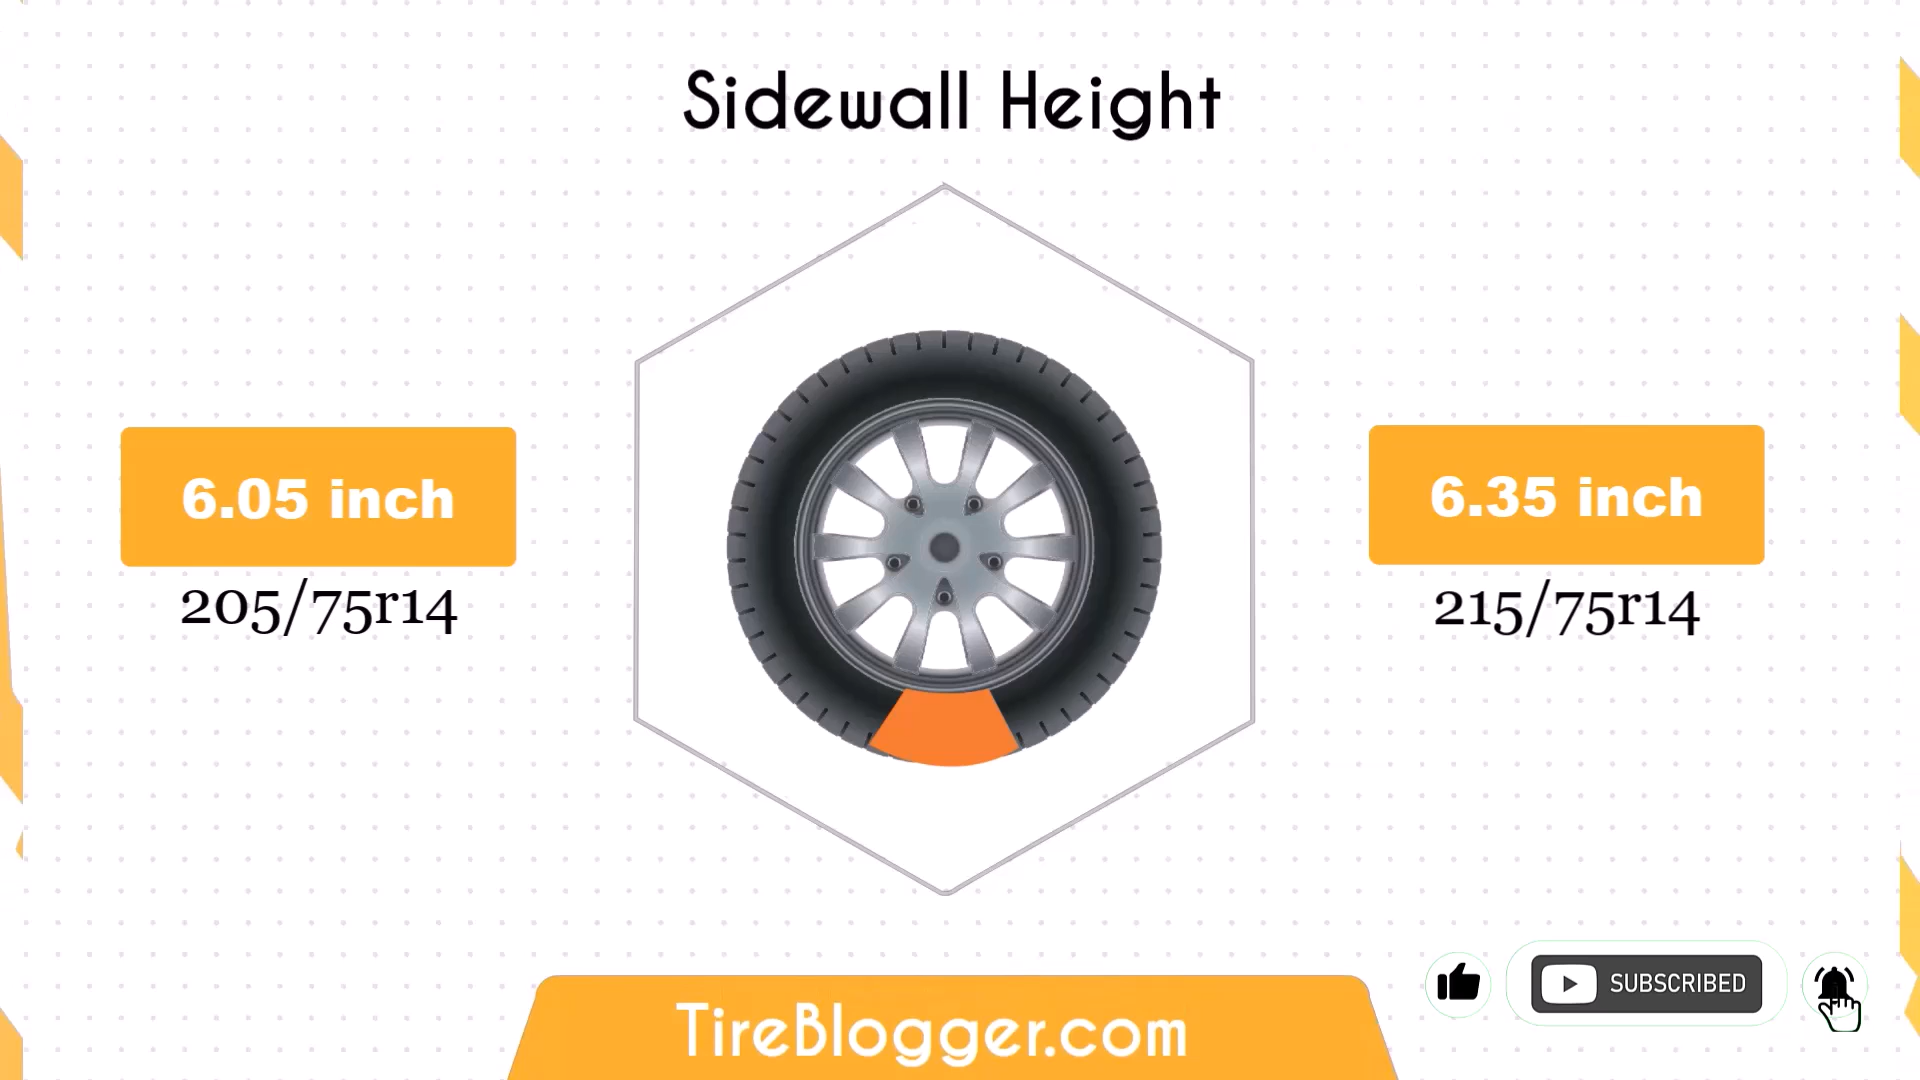 Sidewall Height
6.05 inch
205/75r14
6.35 inch
215/75r14
SUBSCRIBED
TireBlogger.com